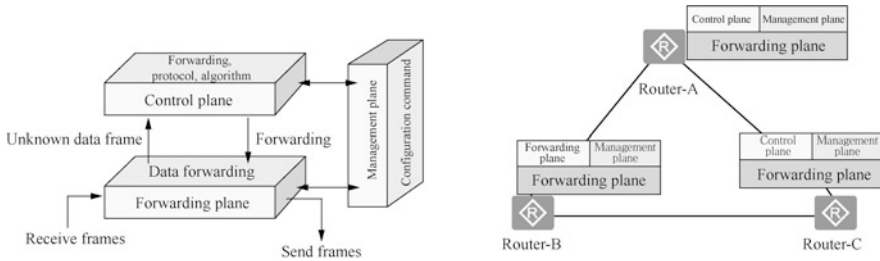 Forwarding,
protocol, algorithm
Control plane
Unknown data frame
Forwarding
Data forwarding
Forwarding plane
Receive frames
Send frames
Management plane
Configuration command
Control plane
Management plane
Forwarding plane
R
Router-A
Forwarding
plane
Management
plane
Forwarding plane
R
Router-B
Control
plane
Management
plane
Forwarding plane
R
Router-C